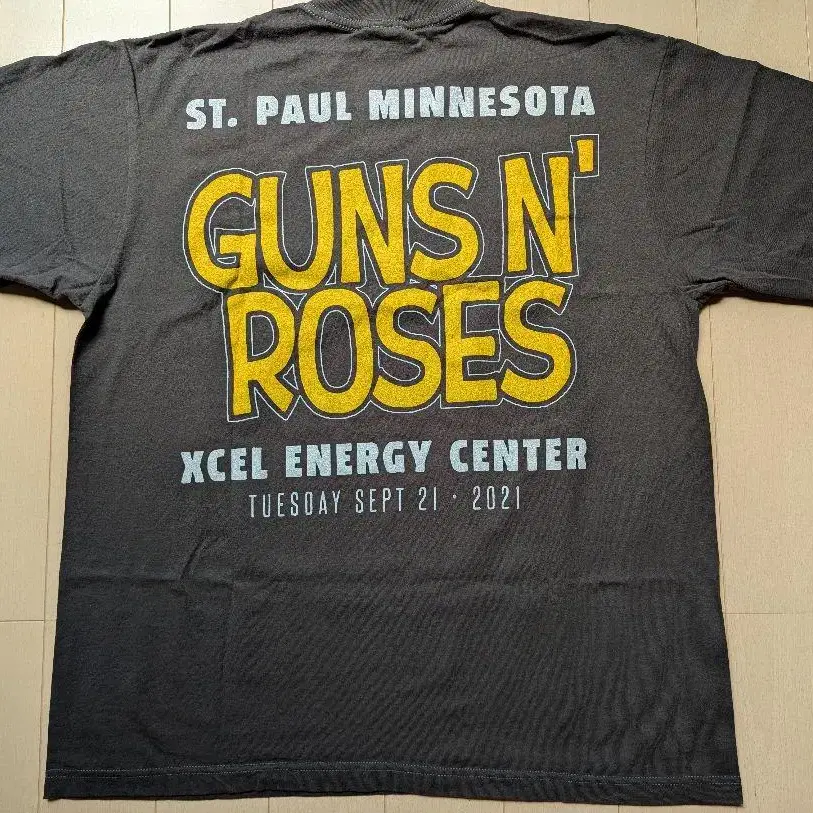 ST. PAUL MINNESOTA
GUNS N'
ROSES
XCEL ENERGY CENTER
TUESDAY SEPT 21 · 2021